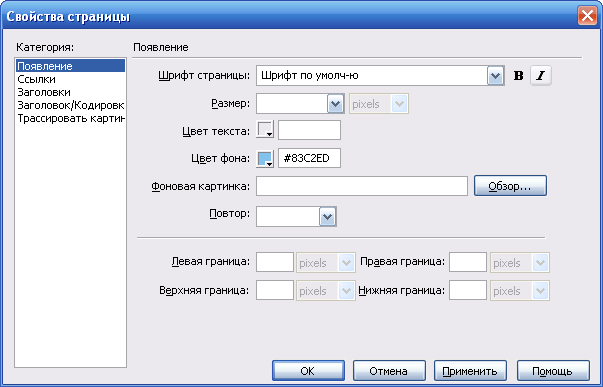 Свойства страницы
Категория:
Появление
Ссылки
Заголовки
Заголовок/Кодировк
Трассировать картин
Появление
Шрифт страницы: Шрифт по умолч-ю B I
Размер: pixels
Цвет текста:
Цвет фона: #83C2ED
Фоновая картинка: Обзор...
Повтор:
Левая граница: pixels Правая граница: pixels
Верхняя граница: pixels Нижняя граница: pixels
OK Отмена Применить Помощь